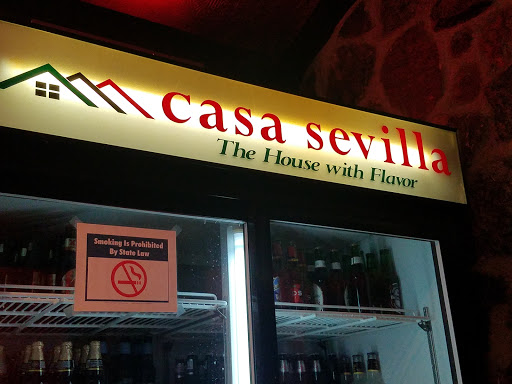 casa sevilla
The House with Flavor
Smoking Is Prohibited
By State Law